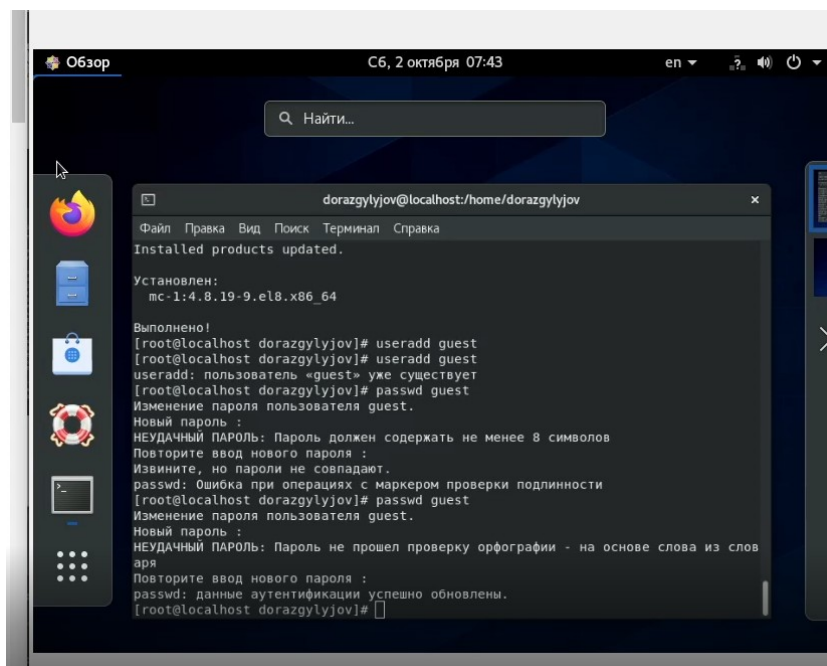 Обзор
Сб, 2 октября 07:43
en
?
Найти...
dorazgylyjov@localhost:/home/dorazgylyjov
Файл Правка Вид Поиск Терминал Справка
Installed products updated.
Установлен:
mc-1:4.8.19-9.el8.x86_64
Выполнено!
[root@localhost dorazgylyjov]# useradd guest
[root@localhost dorazgylyjov]# useradd guest
useradd: пользователь «guest» уже существует
[root@localhost dorazgylyjov]# passwd guest
Изменение пароля пользователя guest.
Новый пароль :
НЕУДАЧНЫЙ ПАРОЛЬ: Пароль должен содержать не менее 8 символов
Повторите ввод нового пароля :
Извините, но пароли не совпадают.
passwd: Ошибка при операциях с маркером проверки подлинности
[root@localhost dorazgylyjov]# passwd guest
Изменение пароля пользователя guest.
Новый пароль :
НЕУДАЧНЫЙ ПАРОЛЬ: Пароль не прошел проверку орфографии - на основе слова из слов
аря
Повторите ввод нового пароля :
passwd: данные аутентификации успешно обновлены.
[root@localhost dorazgylyjov]#